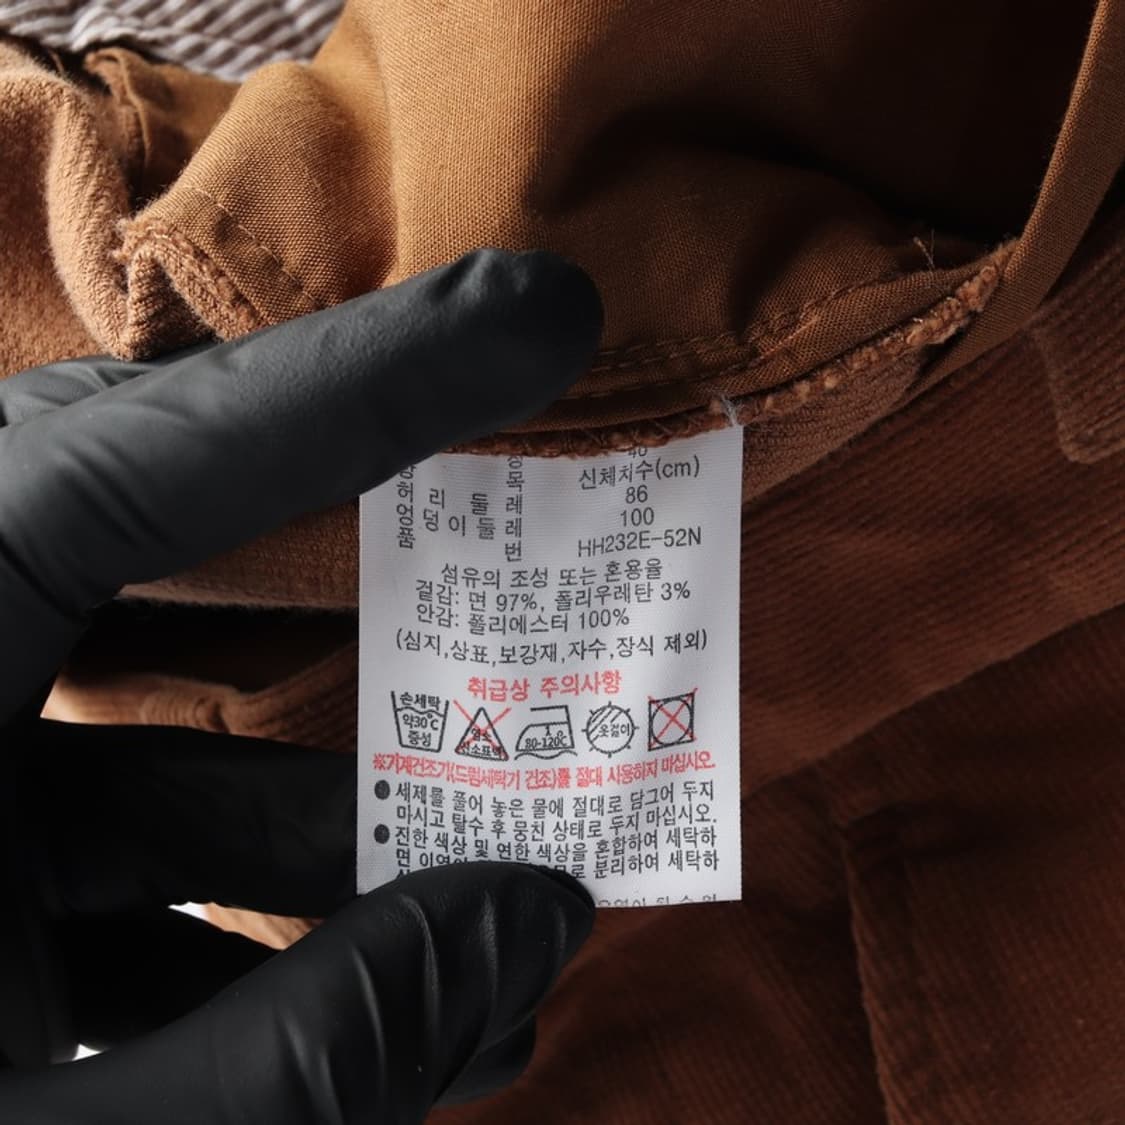 신체치수(cm)
허 리 둘 레 86
엉덩이둘레 100
품 번 HH232E-52N
섬유의 조성 또는 혼용율
겉감: 면 97%, 폴리우레탄 3%
안감: 폴리에스터 100%
(심지,상표,보강재,자수,장식 제외)
취급상 주의사항
손세탁
약30℃
중성
염소
80-120℃
옷걸이
※기계건조기(드럼세탁기 건조)를 절대 사용하지 마십시오.
●세제를 풀어 놓은 물에 절대로 담그어 두지
마시고 탈수 후 뭉친 상태로 두지 마십시오.
●진한 색상 및 연한 색상을 혼합하여 세탁하
면 분리하여 세탁하